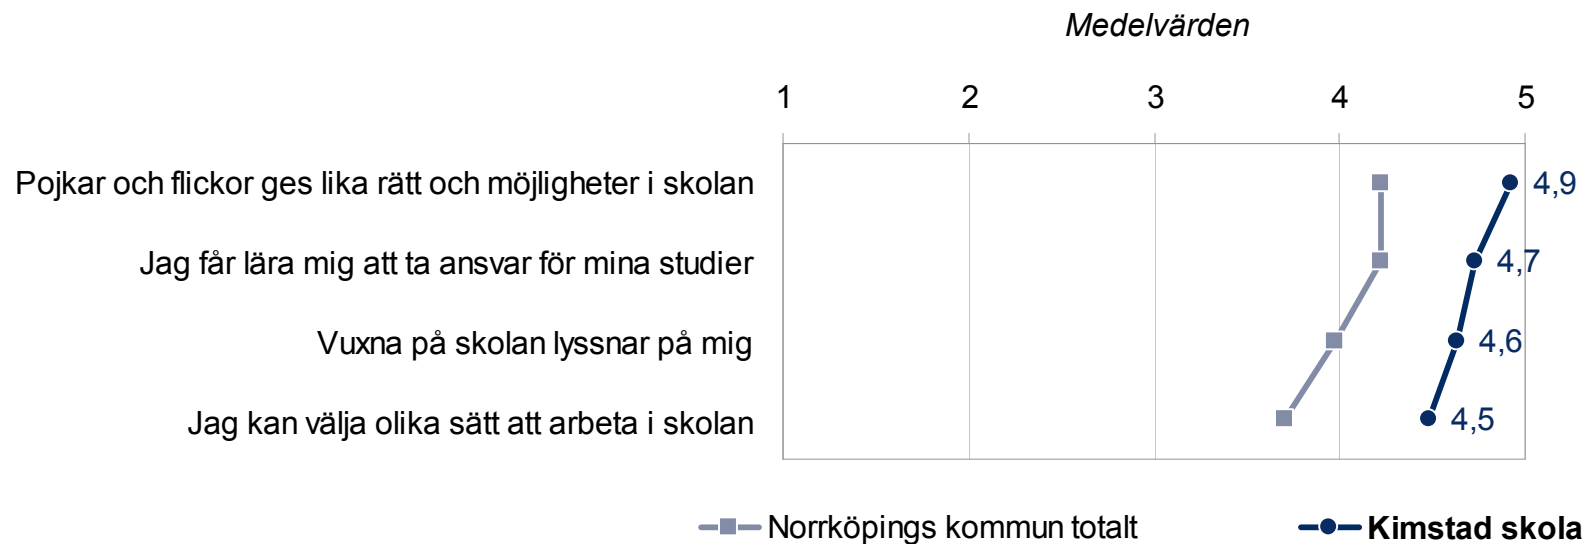 Medelvärden
1 2 3 4 5
Pojkar och flickor ges lika rätt och möjligheter i skolan 4,9
Jag får lära mig att ta ansvar för mina studier 4,7
Vuxna på skolan lyssnar på mig 4,6
Jag kan välja olika sätt att arbeta i skolan 4,5
Norrköpings kommun totalt Kimstad skola